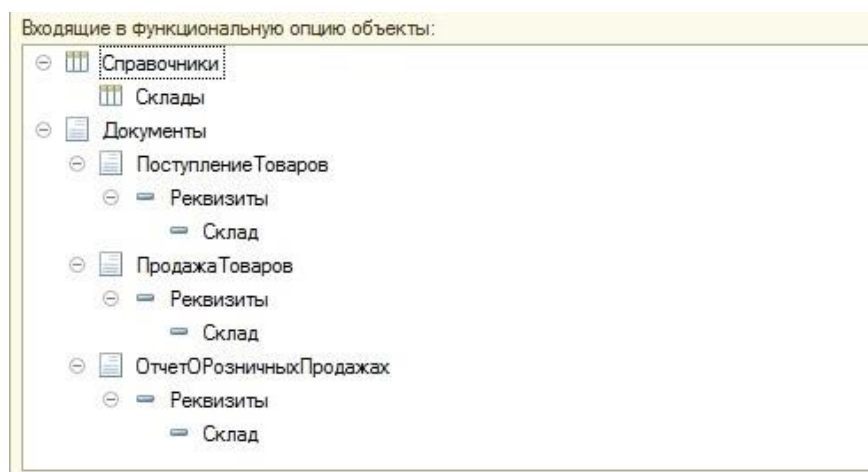 Входящие в функциональную опцию объекты:
Справочники
Склады
Документы
ПоступлениеТоваров
Реквизиты
Склад
ПродажаТоваров
Реквизиты
Склад
ОтчетОРозничныхПродажах
Реквизиты
Склад